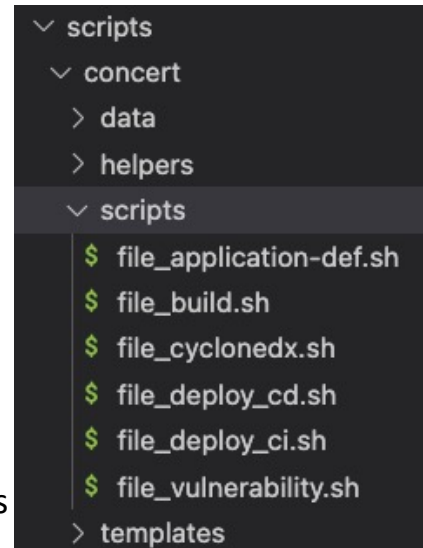 scripts
concert
data
helpers
scripts
$ file_application-def.sh
$ file_build.sh
$ file_cyclonedx.sh
$ file_deploy_cd.sh
$ file_deploy_ci.sh
$ file_vulnerability.sh
s
templates